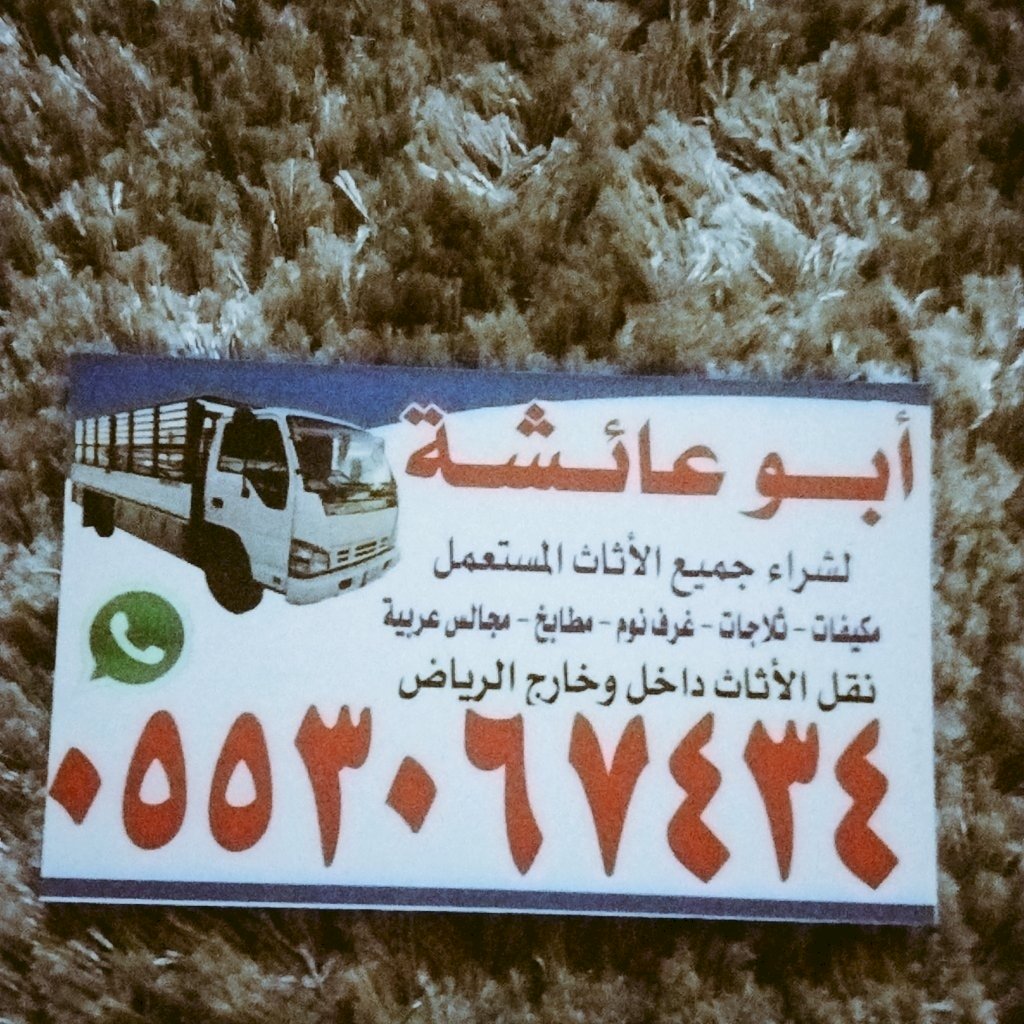 أبو عائشة
لشراء جميع الأثاث المستعمل
مكيفات - ثلاجات - غرف نوم - مطابخ - مجالس عربية
نقل الأثاث داخل وخارج الرياض
٠٥٥٣٠٦٧٤٣٤